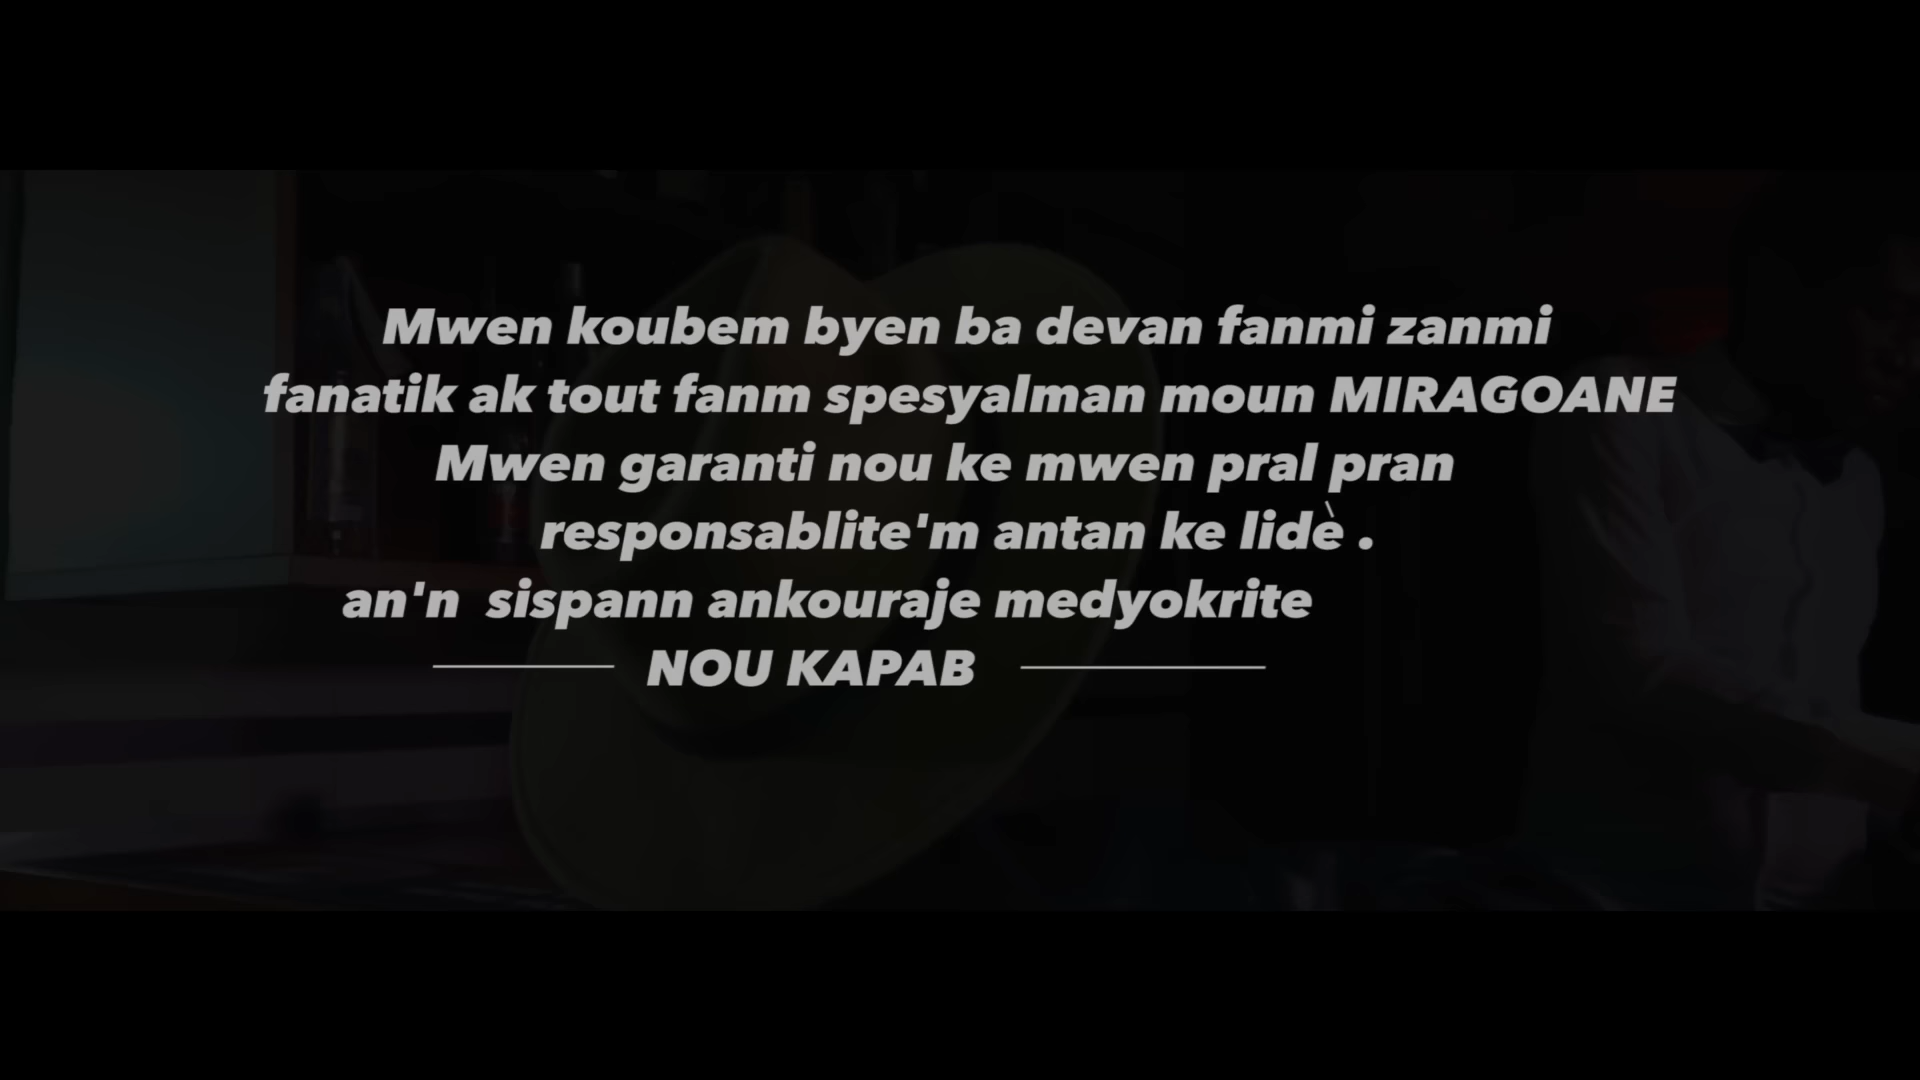 Mwen koubem byen ba devan fanmi zanmi
fanatik ak tout fanm spesyalman moun MIRAGOANE
Mwen garanti nou ke mwen pral pran
responsablite'm antan ke lidè .
an'n sispann ankouraje medyokrite
NOU KAPAB